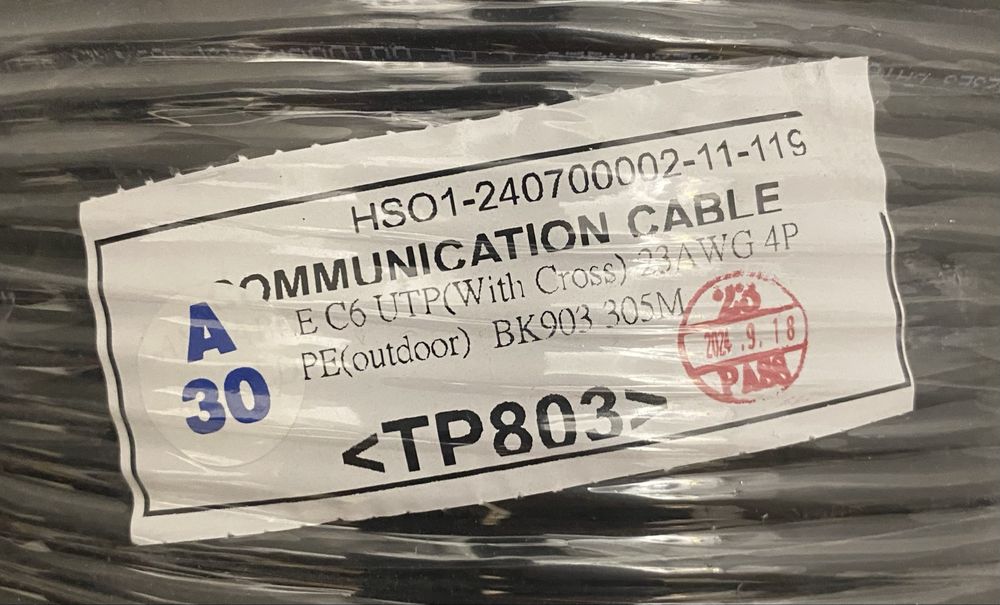 HSO1-240700002-11-119
COMMUNICATION CABLE
E C6 UTP(With Cross) 23AWG 4P
PE(outdoor) BK903 305M
<TP803>
A
30
2024.9.18
PASS